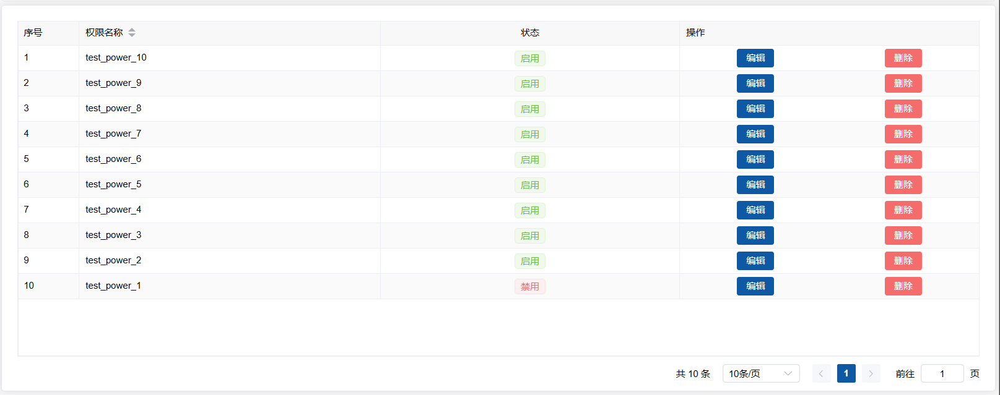 序号 权限名称 状态 操作
1 test_power_10 启用 编辑 删除
2 test_power_9 启用 编辑 删除
3 test_power_8 启用 编辑 删除
4 test_power_7 启用 编辑 删除
5 test_power_6 启用 编辑 删除
6 test_power_5 启用 编辑 删除
7 test_power_4 启用 编辑 删除
8 test_power_3 启用 编辑 删除
9 test_power_2 启用 编辑 删除
10 test_power_1 禁用 编辑 删除
共 10 条 10条/页 1 前往 1 页